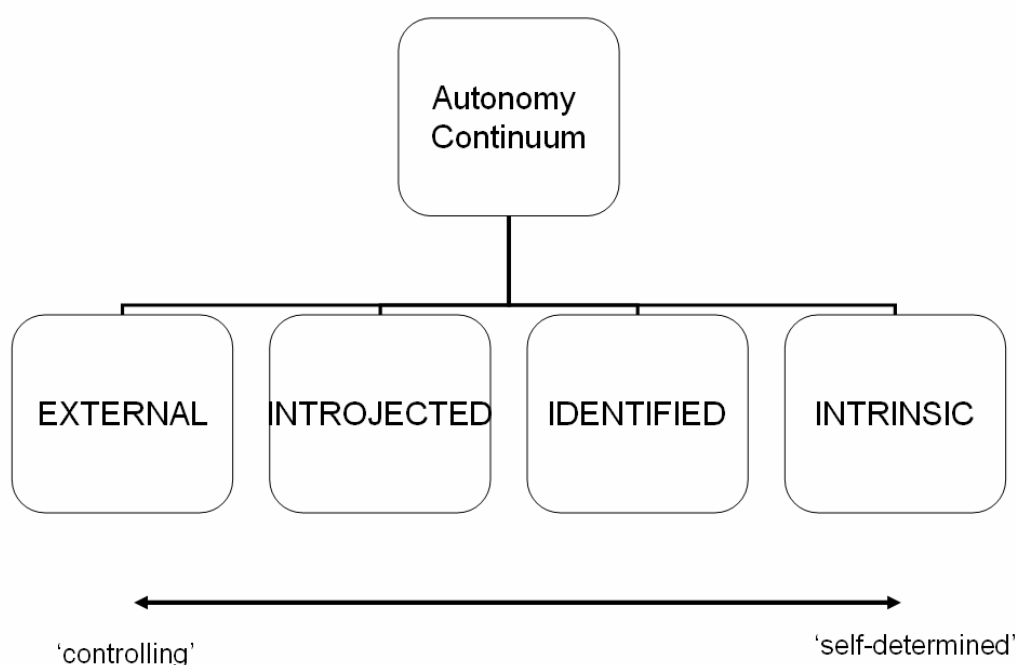 Autonomy
Continuum
EXTERNAL
INTROJECTED
IDENTIFIED
INTRINSIC
‘controlling’
‘self-determined’